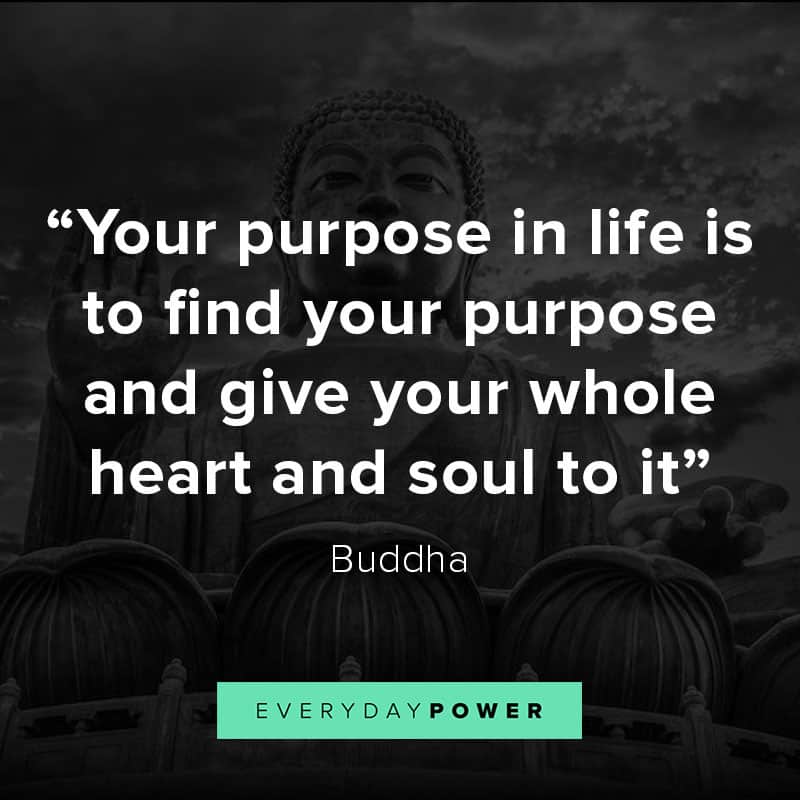 “Your purpose in life is
to find your purpose
and give your whole
heart and soul to it”
Buddha
EVERYDAYPOWER